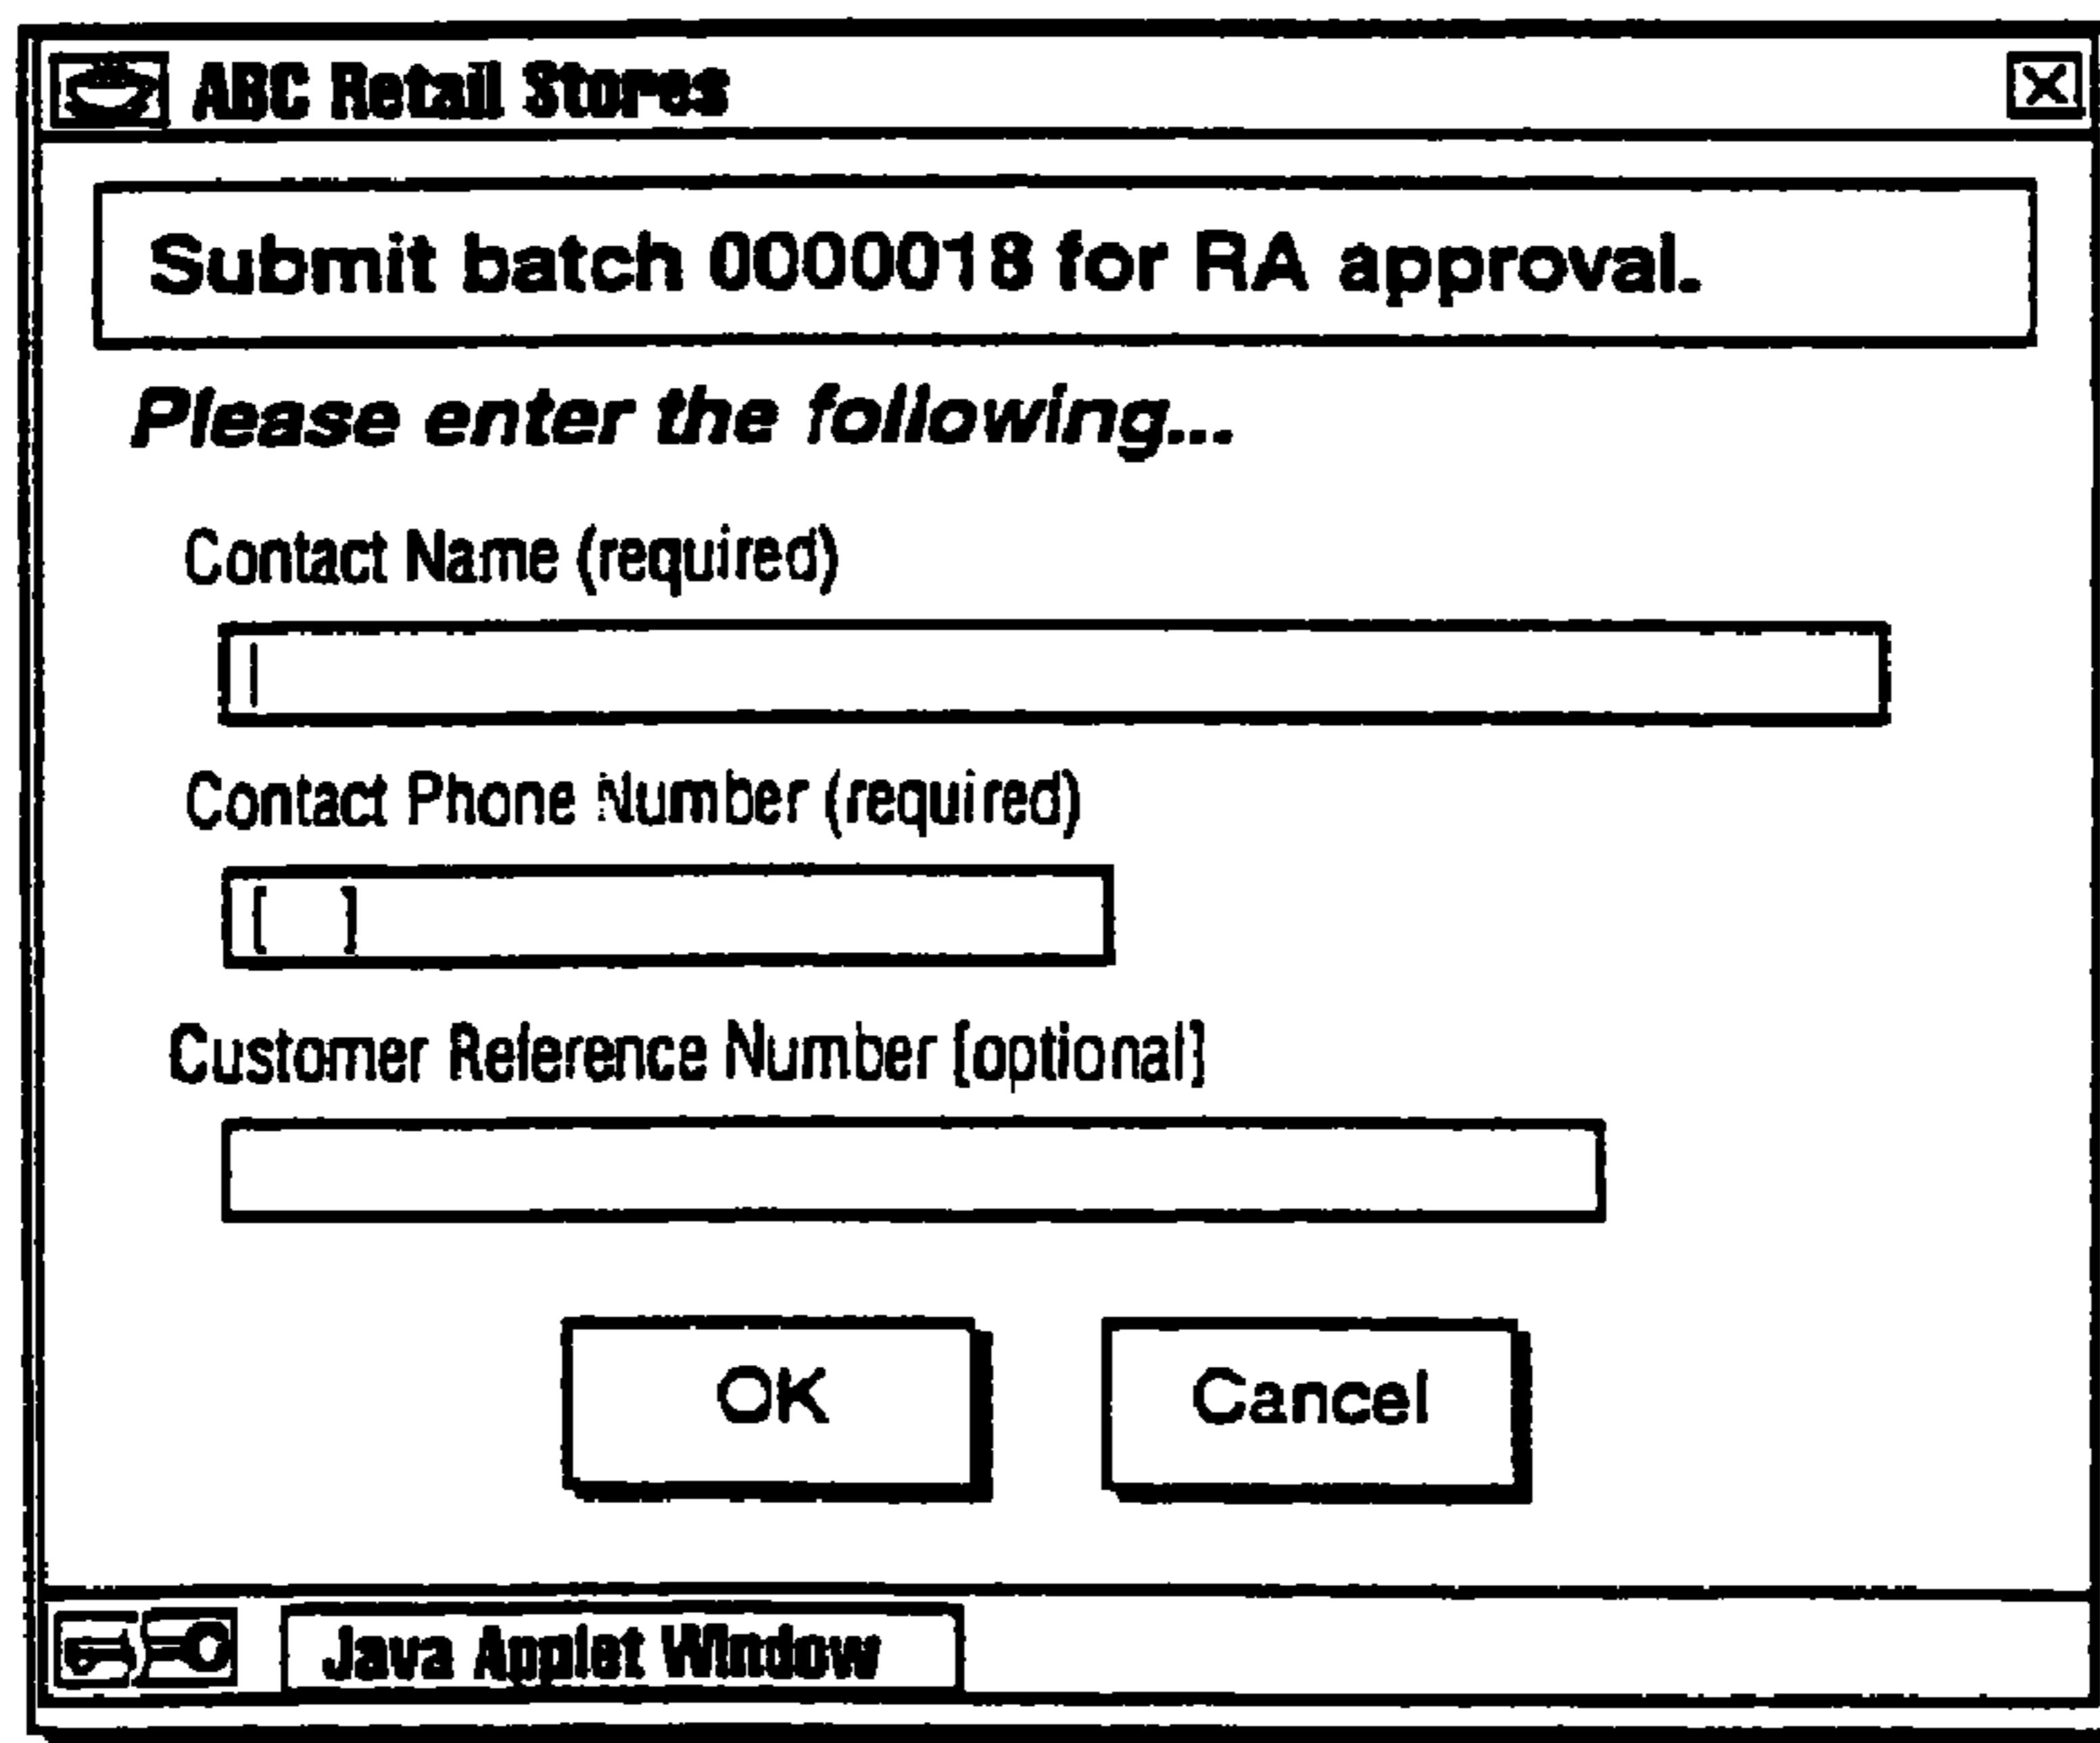 ABC Retail Stores
Submit batch 0000018 for RA approval.
Please enter the following...
Contact Name (required)
Contact Phone Number (required)
[ ]
Customer Reference Number [optional]
OK Cancel
Java Applet Window